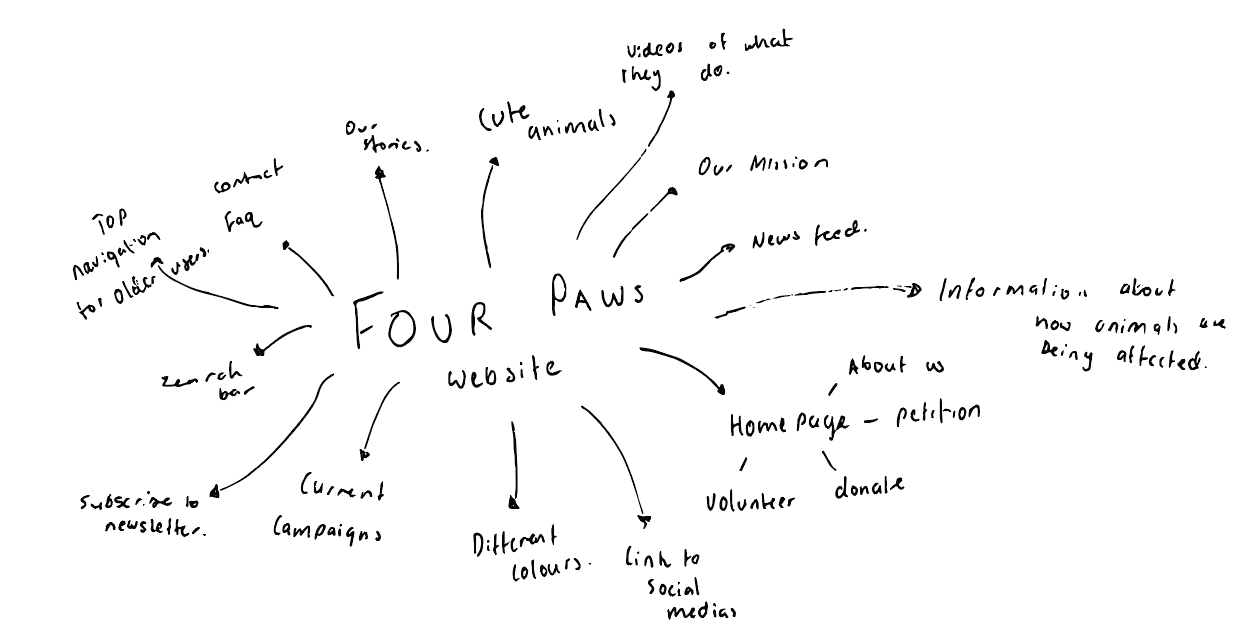 Videos of what
they do.
Cute
animals
Our
stories.
Our Mission
contact
Faq
TOP
navigation
for older users.
News feed.
FOUR PAWS
website
Information about
how animals are
being affected.
search
bar
About us
Home page - petition
Volunteer
donate
Subscribe to
newsletter.
Current
Campaigns
Different
colours.
Link to
social
medias